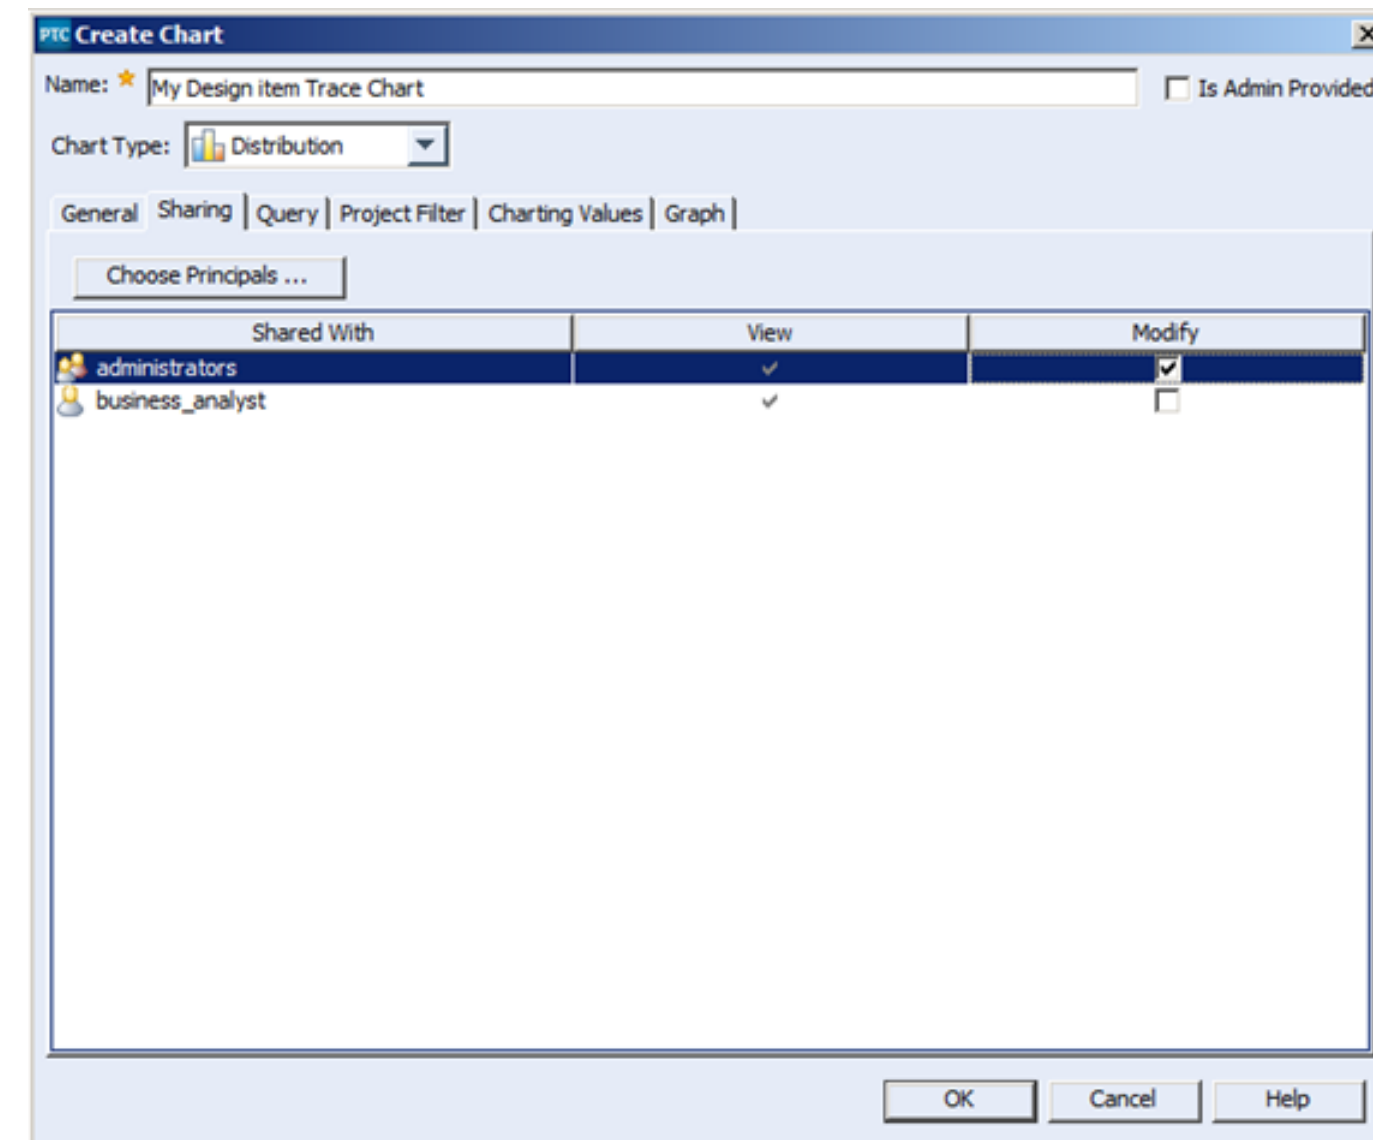 PTC Create Chart
Name: My Design item Trace Chart Is Admin Provided
Chart Type: Distribution
General Sharing Query Project Filter Charting Values Graph
Choose Principals ...
Shared With View Modify
administrators
business_analyst
OK Cancel Help